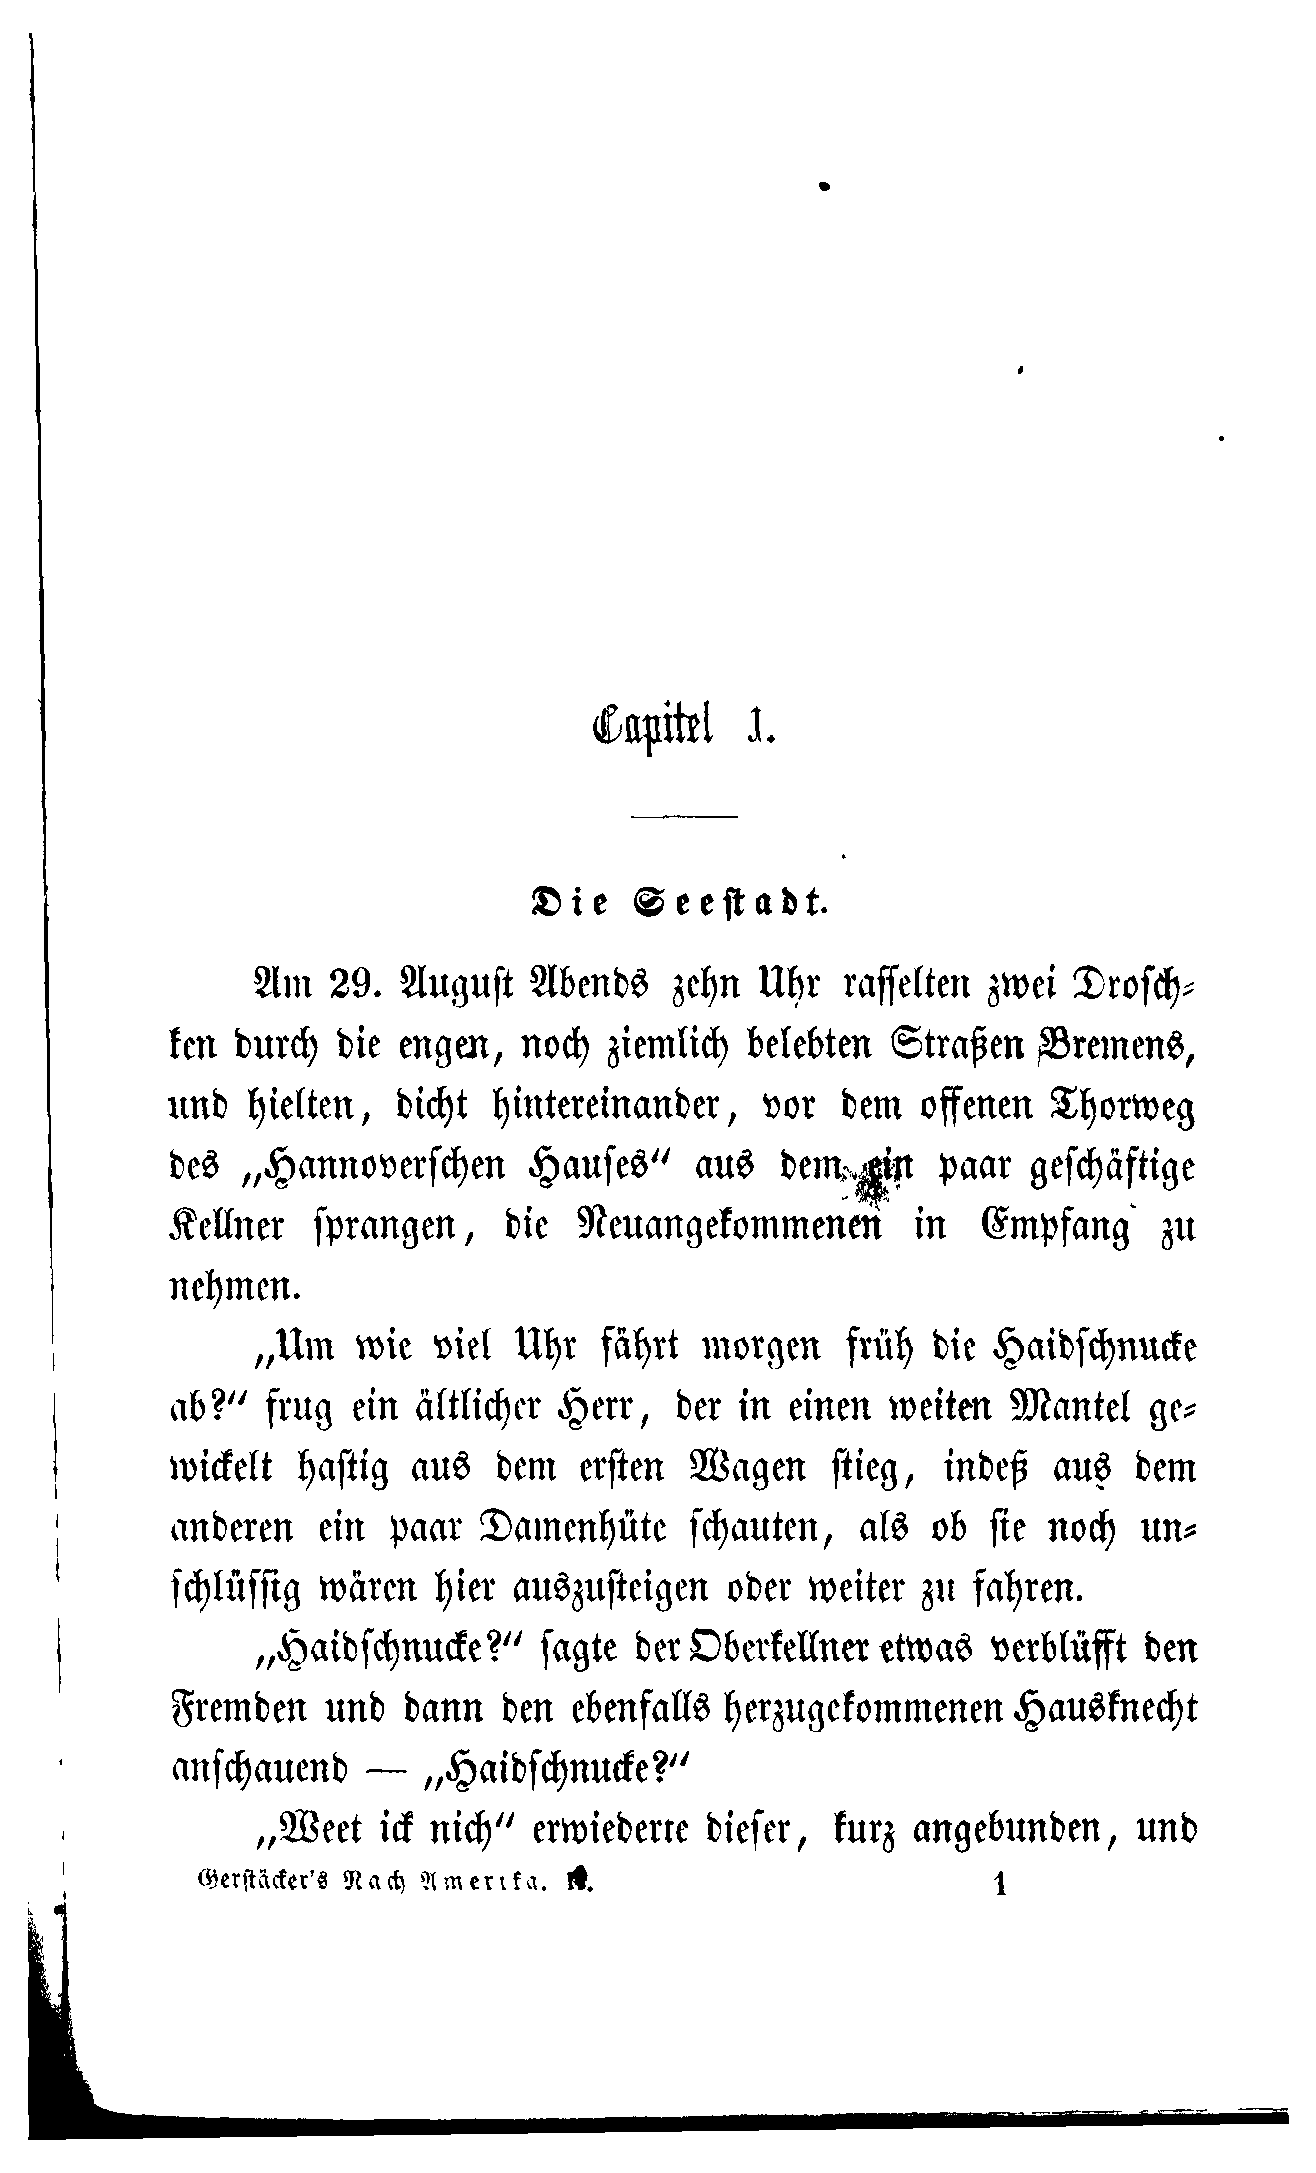 Capitel 1.
Die Seestadt.
Am 29. August Abends zehn Uhr rasselten zwei Drosch-
ken durch die engen, noch ziemlich belebten Straßen Bremens,
und hielten, dicht hintereinander, vor dem offenen Thorweg
des „Hannoverschen Hauses“ aus dem ein paar geschäftige
Kellner sprangen, die Neuangekommenen in Empfang zu
nehmen.
„Um wie viel Uhr fährt morgen früh die Haidschnucke
ab?“ frug ein ältlicher Herr, der in einen weiten Mantel ge-
wickelt hastig aus dem ersten Wagen stieg, indeß aus dem
anderen ein paar Damenhüte schauten, als ob sie noch un-
schlüssig wären hier auszusteigen oder weiter zu fahren.
„Haidschnucke?“ sagte der Oberkellner etwas verblüfft den
Fremden und dann den ebenfalls herzugekommenen Hausknecht
anschauend — „Haidschnucke?“
„Weet ick nich“ erwiederte dieser, kurz angebunden, und
Gerstäcker's Nach Amerika. 1